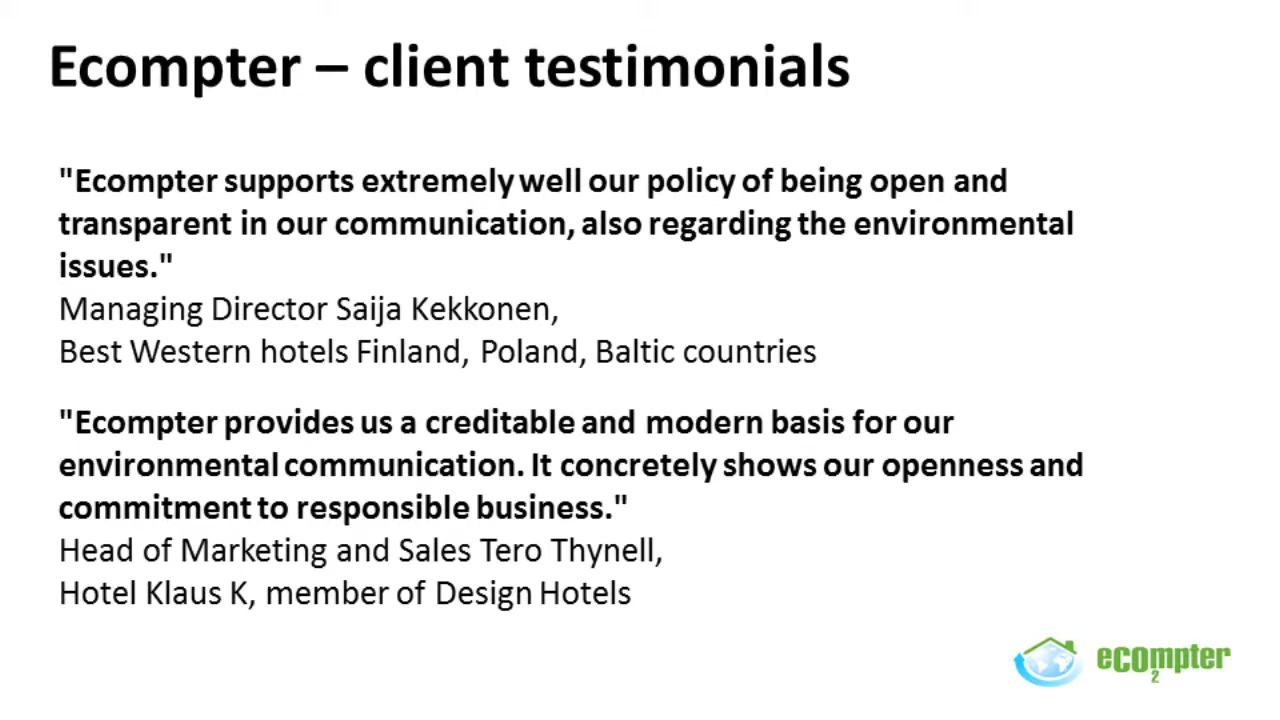 Ecompter – client testimonials
"Ecompter supports extremely well our policy of being open and
transparent in our communication, also regarding the environmental
issues."
Managing Director Saija Kekkonen,
Best Western hotels Finland, Poland, Baltic countries
"Ecompter provides us a creditable and modern basis for our
environmental communication. It concretely shows our openness and
commitment to responsible business."
Head of Marketing and Sales Tero Thynell,
Hotel Klaus K, member of Design Hotels
ecompter
2